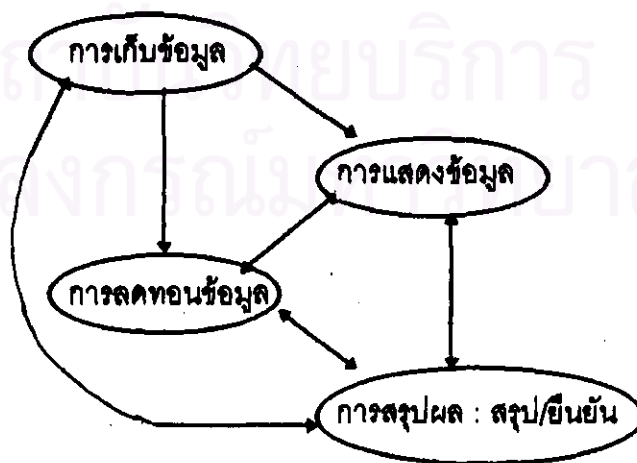 การเก็บข้อมูล
การแสดงข้อมูล
การลดทอนข้อมูล
การสรุปผล : สรุป/ยืนยัน